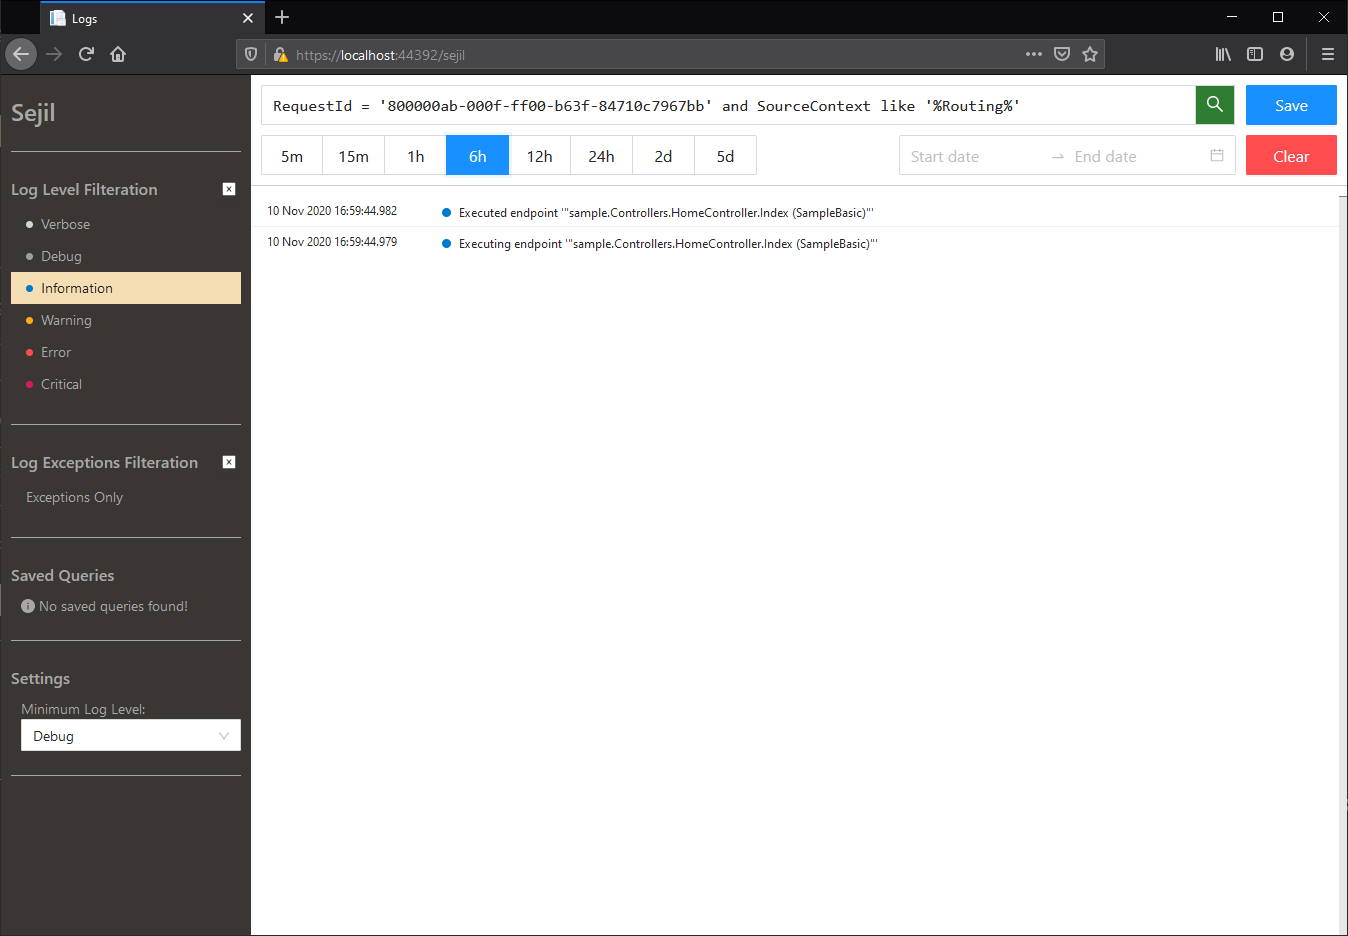 Logs
https://localhost:44392/sejil
Sejil
Log Level Filteration
Verbose
Debug
Information
Warning
Error
Critical
Log Exceptions Filteration
Exceptions Only
Saved Queries
No saved queries found!
Settings
Minimum Log Level:
Debug
RequestId = '800000ab-000f-ff00-b63f-84710c7967bb' and SourceContext like '%Routing%'
Save
5m 15m 1h 6h 12h 24h 2d 5d
Start date → End date
Clear
10 Nov 2020 16:59:44.982 Executed endpoint '"sample.Controllers.HomeController.Index (SampleBasic)"'
10 Nov 2020 16:59:44.979 Executing endpoint '"sample.Controllers.HomeController.Index (SampleBasic)"'